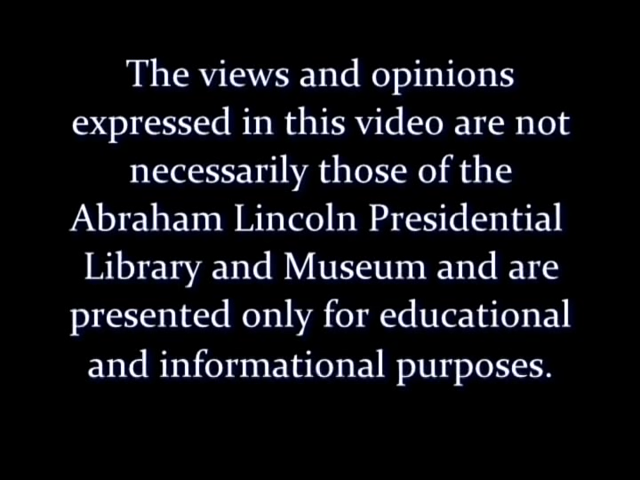 The views and opinions
expressed in this video are not
necessarily those of the
Abraham Lincoln Presidential
Library and Museum and are
presented only for educational
and informational purposes.